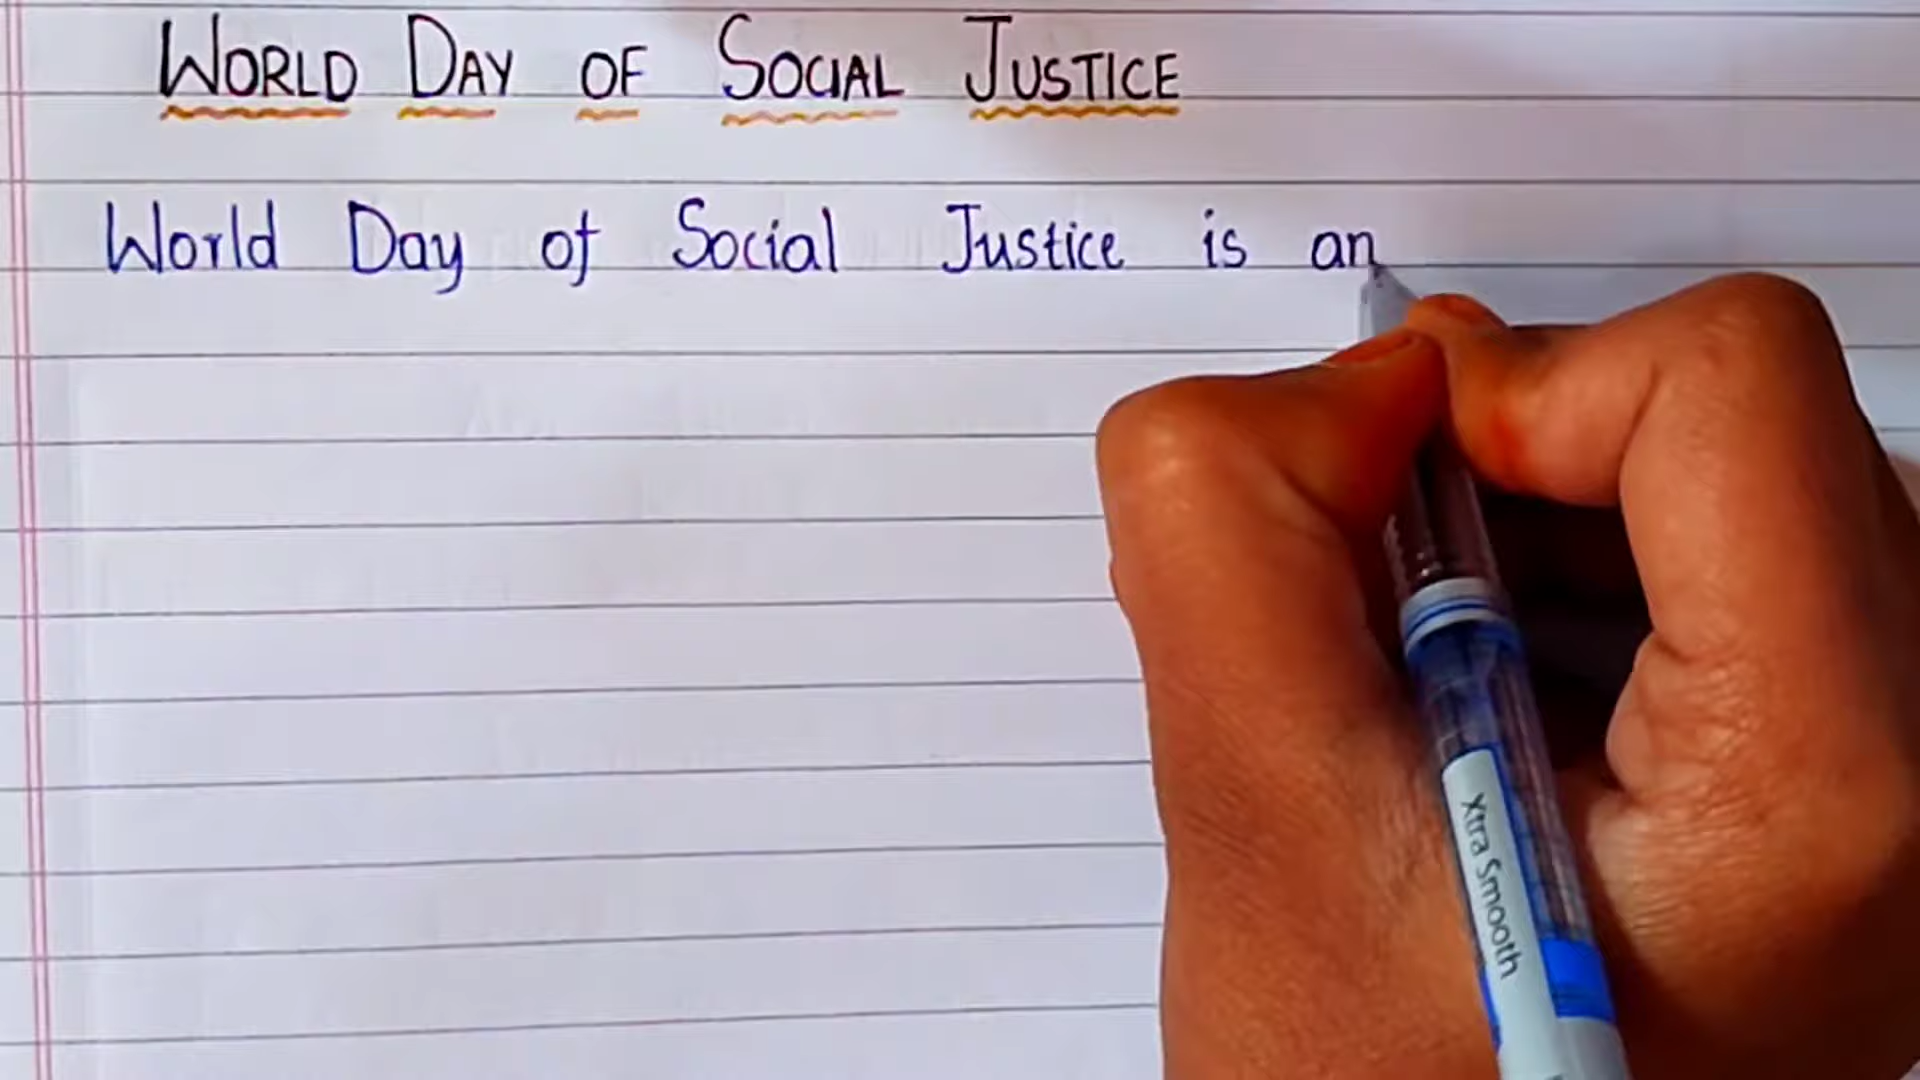 WORLD DAY OF SOCIAL JUSTICE
World Day of Social Justice is an
Xtra Smooth